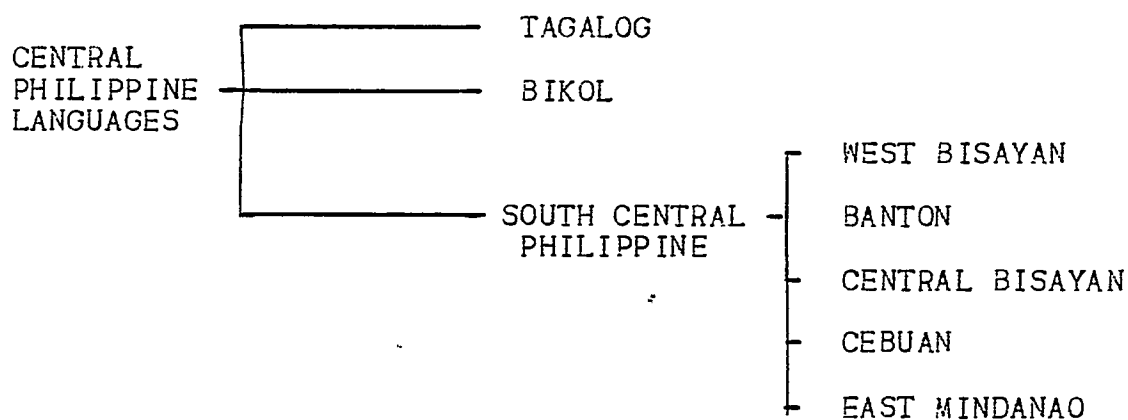 TAGALOG
CENTRAL
PHILIPPINE
LANGUAGES
BIKOL
WEST BISAYAN
SOUTH CENTRAL
PHILIPPINE
BANTON
CENTRAL BISAYAN
CEBUAN
EAST MINDANAO